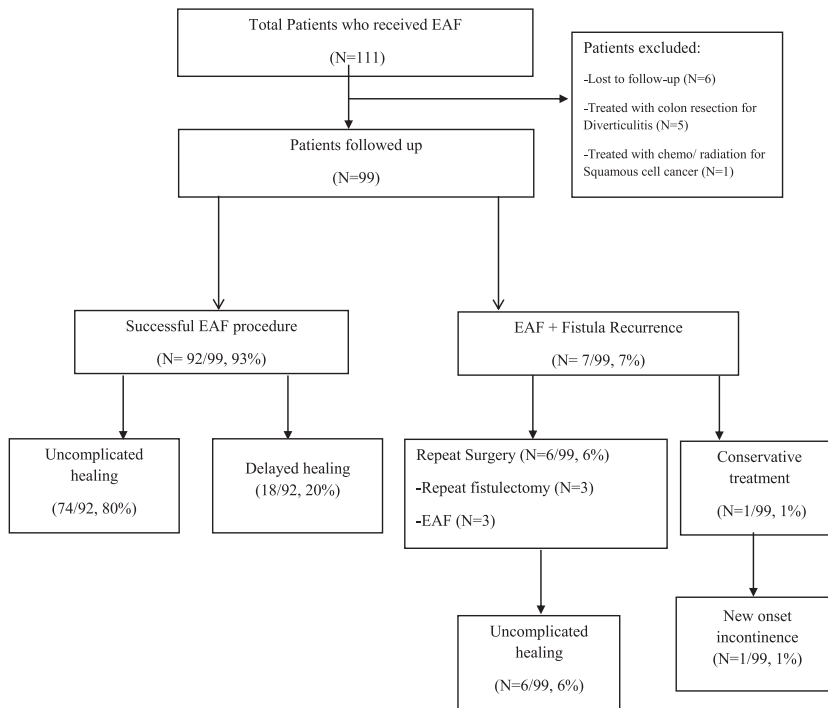 Total Patients who received EAF
(N=111)
Patients excluded:
-Lost to follow-up (N=6)
-Treated with colon resection for
Diverticulitis (N=5)
-Treated with chemo/ radiation for
Squamous cell cancer (N=1)
Patients followed up
(N=99)
Successful EAF procedure
(N= 92/99, 93%)
EAF + Fistula Recurrence
(N= 7/99, 7%)
Uncomplicated
healing
(74/92, 80%)
Delayed healing
(18/92, 20%)
Repeat Surgery (N=6/99, 6%)
-Repeat fistulectomy (N=3)
-EAF (N=3)
Conservative
treatment
(N=1/99, 1%)
Uncomplicated
healing
(N=6/99, 6%)
New onset
incontinence
(N=1/99, 1%)